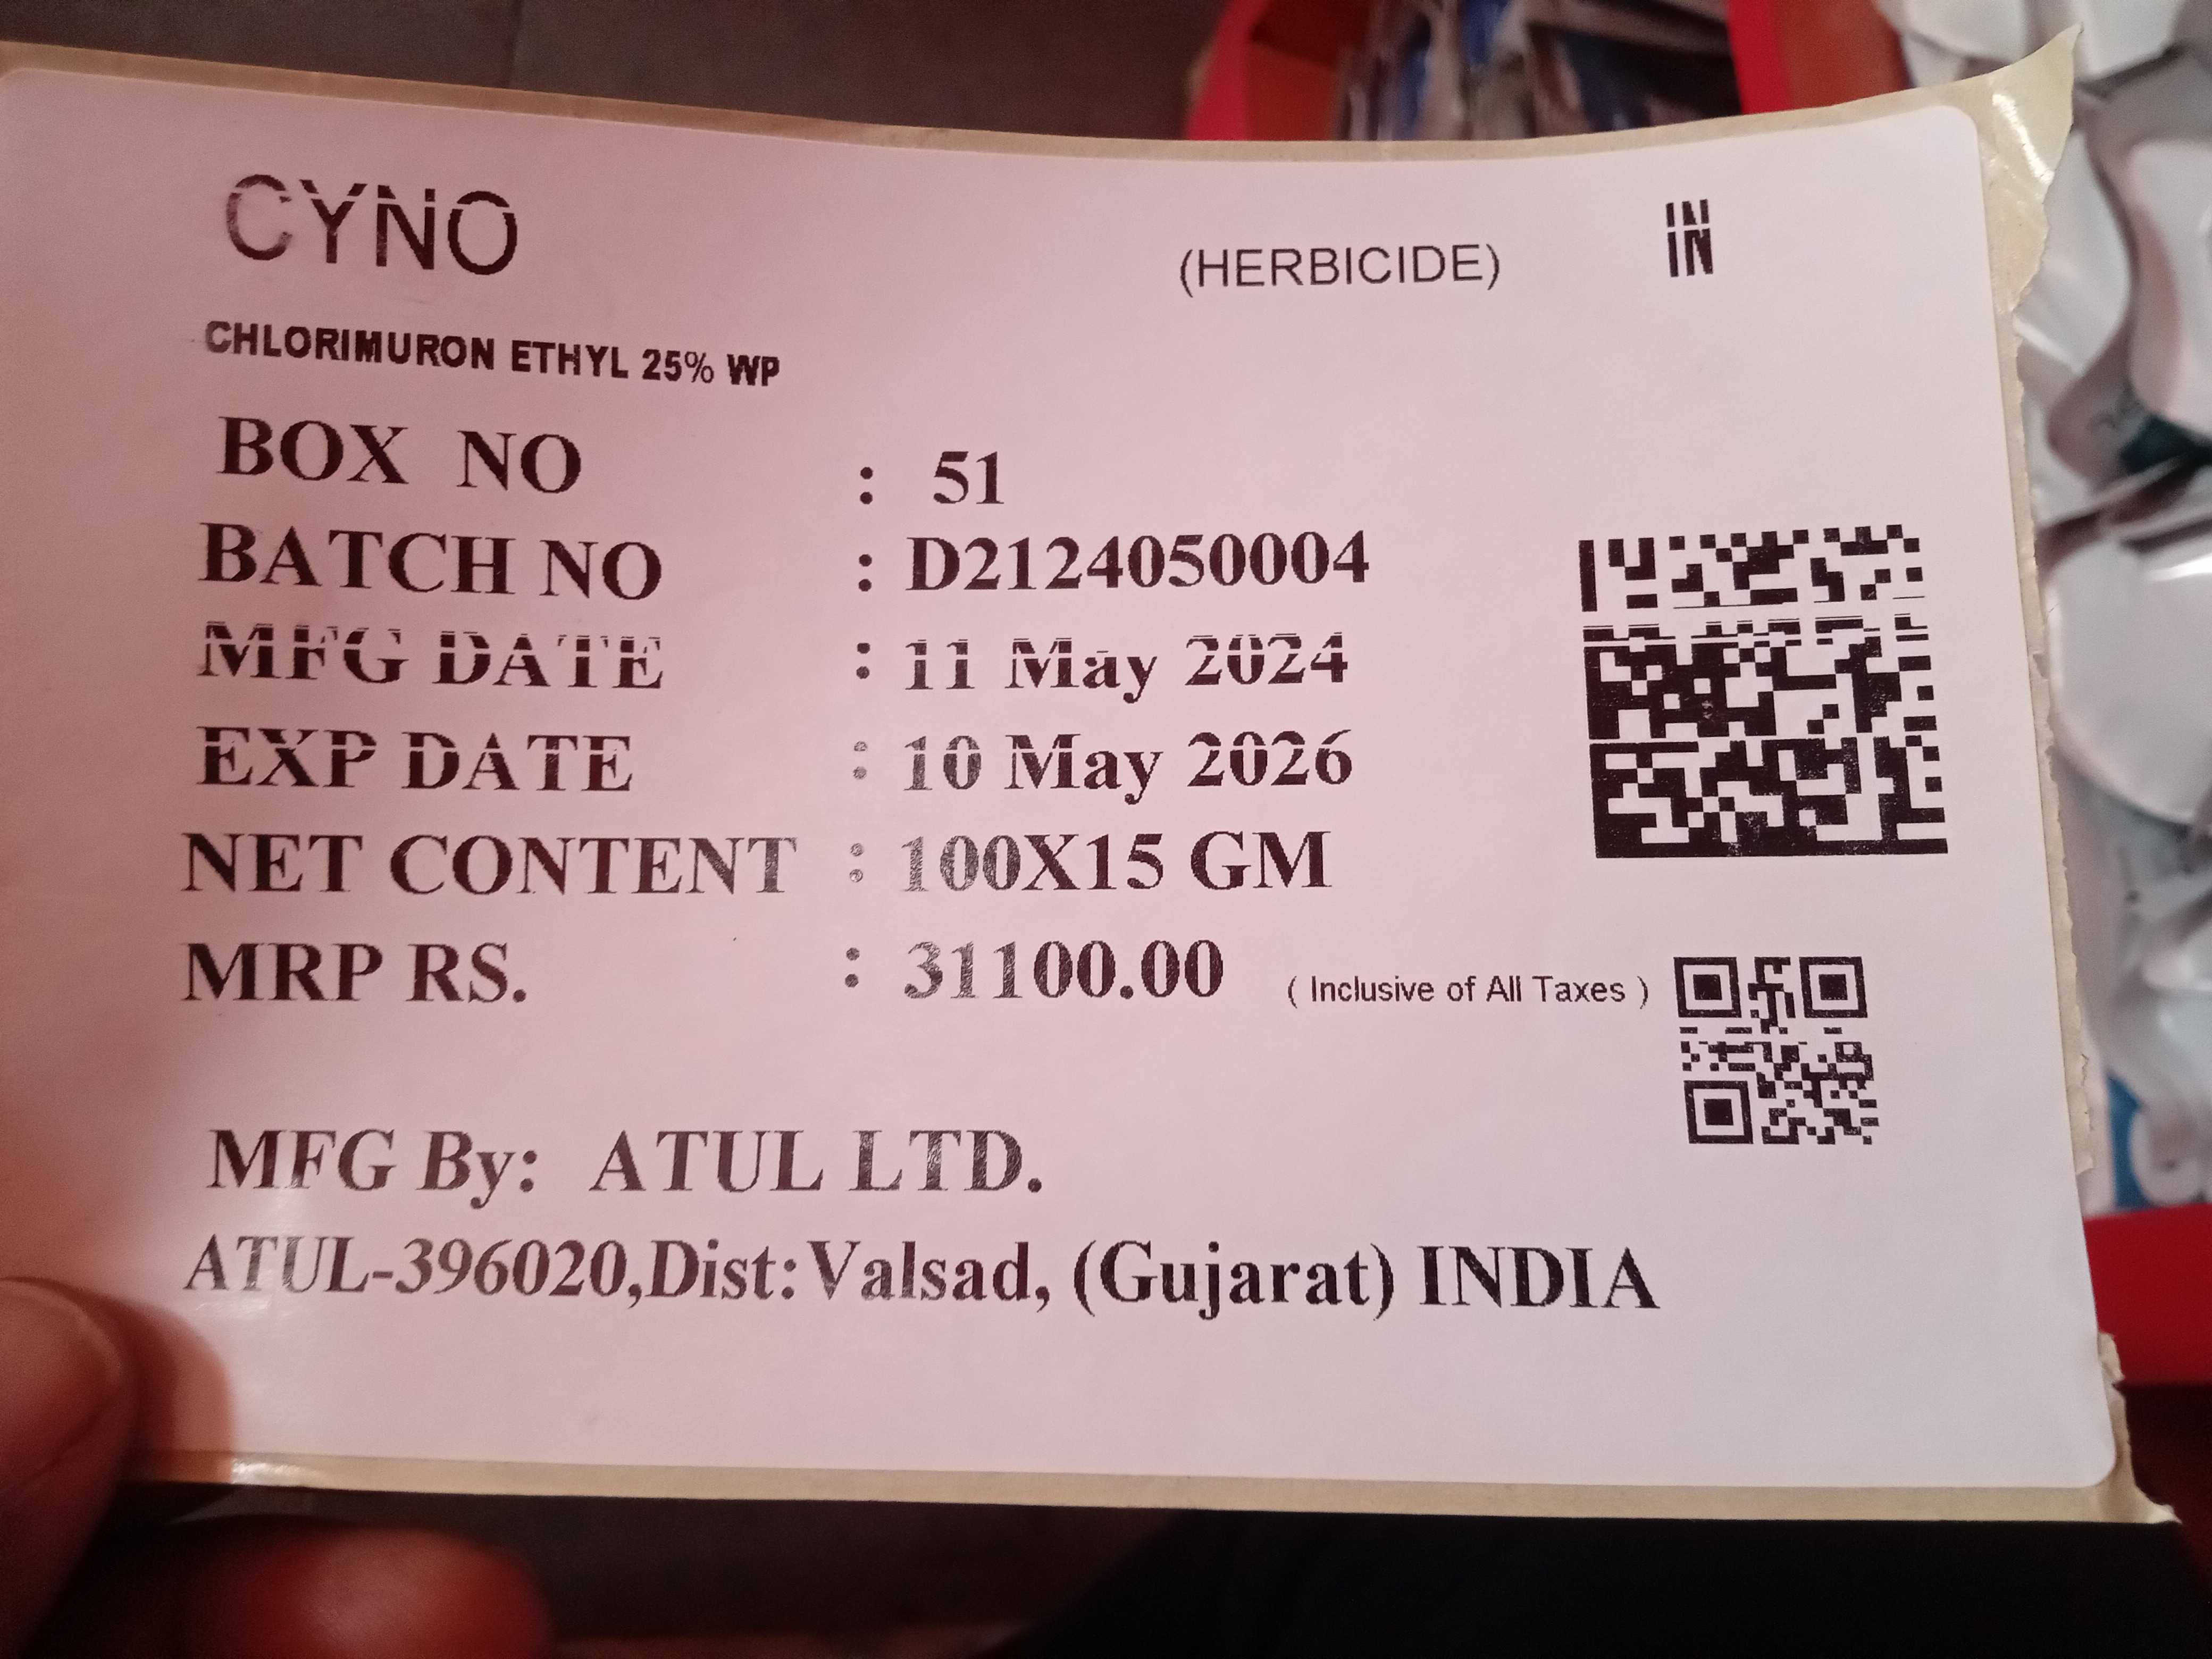 CYNO (HERBICIDE) IN
CHLORIMURON ETHYL 25% WP
BOX NO : 51
BATCH NO : D2124050004
MFG DATE : 11 May 2024
EXP DATE : 10 May 2026
NET CONTENT : 100X15 GM
MRP RS. : 31100.00 ( Inclusive of All Taxes )
MFG By: ATUL LTD.
ATUL-396020,Dist:Valsad, (Gujarat) INDIA